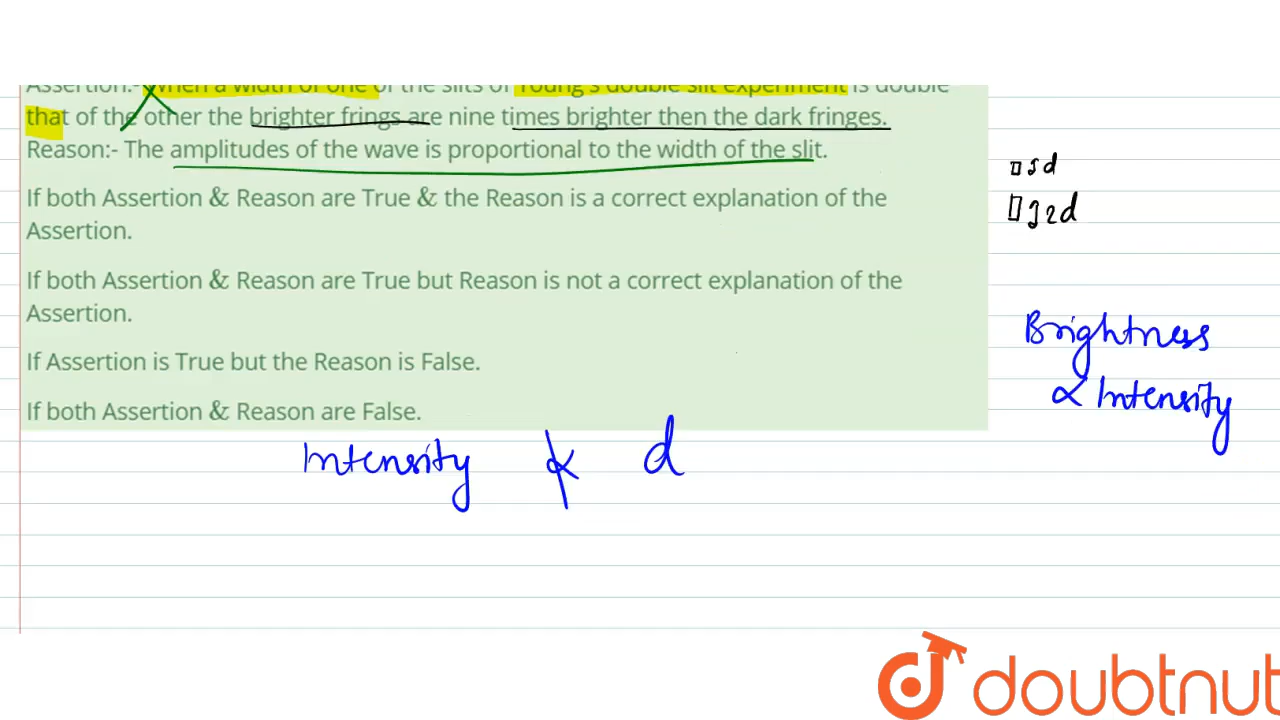 Assertion:- When a width of one of the slits of Young's double slit experiment is double
that of the other the brighter frings are nine times brighter then the dark fringes.
Reason:- The amplitudes of the wave is proportional to the width of the slit.
If both Assertion & Reason are True & the Reason is a correct explanation of the
Assertion.
If both Assertion & Reason are True but Reason is not a correct explanation of the
Assertion.
If Assertion is True but the Reason is False.
If both Assertion & Reason are False.
d
2d
Brightness
∝ Intensity
Intensity ∝ d
doubtnut